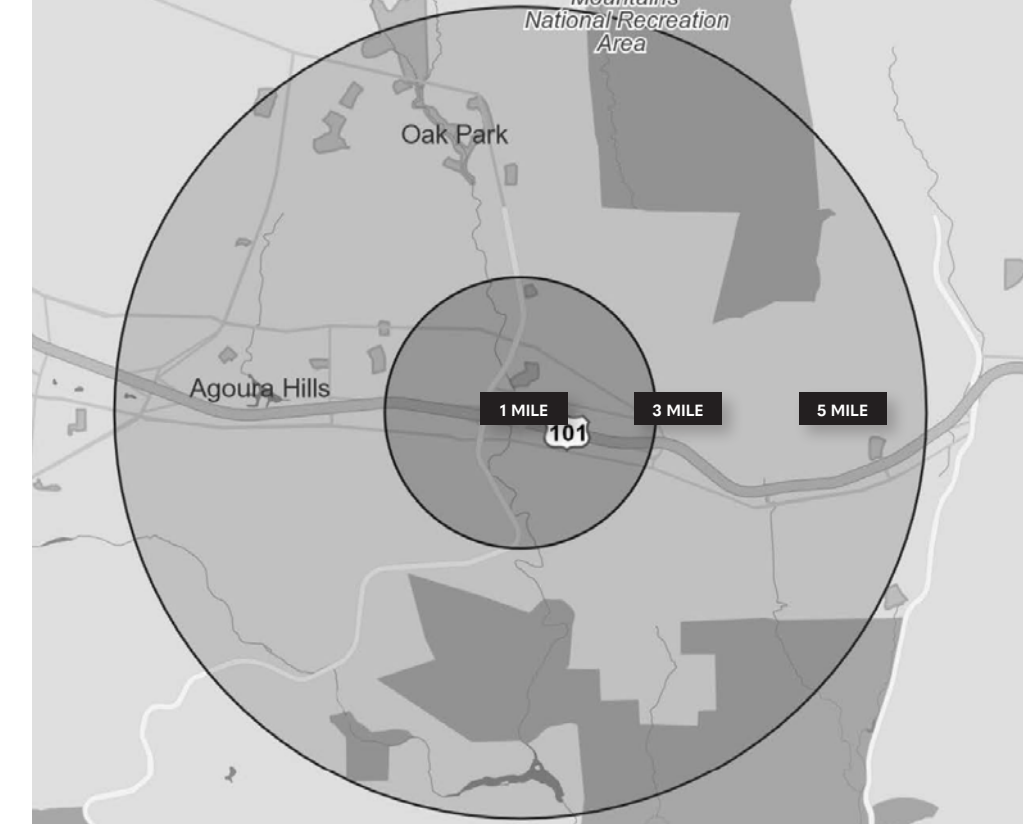 Mountains
National Recreation
Area
Oak Park
Agoura Hills
1 MILE
3 MILE
5 MILE
101